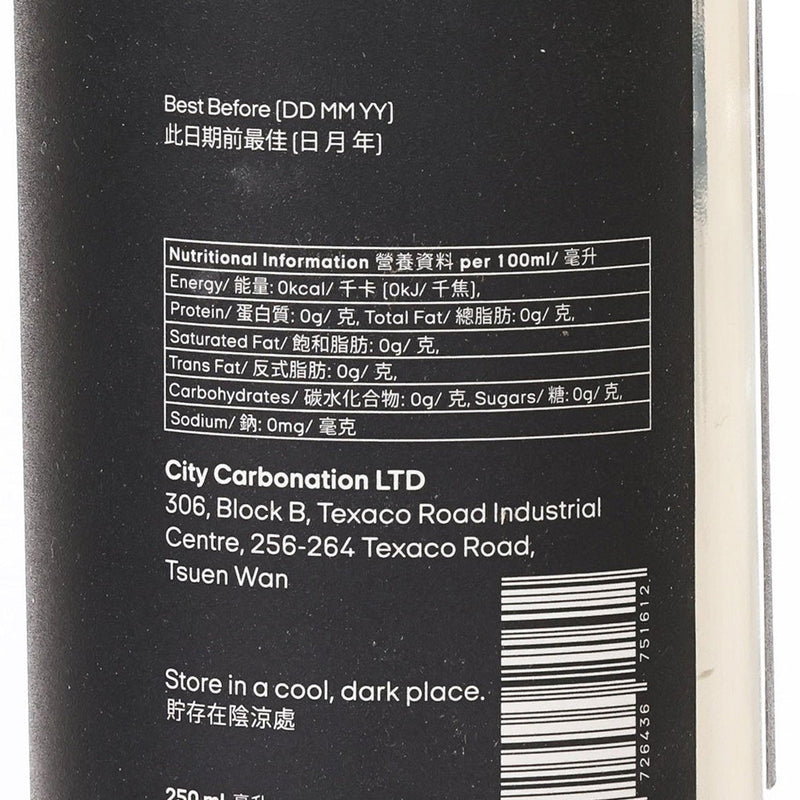 Best Before (DD MM YY)
此日期前最佳 (日 月 年)
Nutritional Information 營養資料 per 100ml/ 毫升
Energy/ 能量: 0kcal/ 千卡 (0kJ/ 千焦),
Protein/ 蛋白質: 0g/ 克, Total Fat/ 總脂肪: 0g/ 克,
Saturated Fat/ 飽和脂肪: 0g/ 克,
Trans Fat/ 反式脂肪: 0g/ 克,
Carbohydrates/ 碳水化合物: 0g/ 克, Sugars/ 糖: 0g/ 克,
Sodium/ 鈉: 0mg/ 毫克
City Carbonation LTD
306, Block B, Texaco Road Industrial
Centre, 256-264 Texaco Road,
Tsuen Wan
Store in a cool, dark place.
貯存在陰涼處
250 ml 毫升
726436 751612